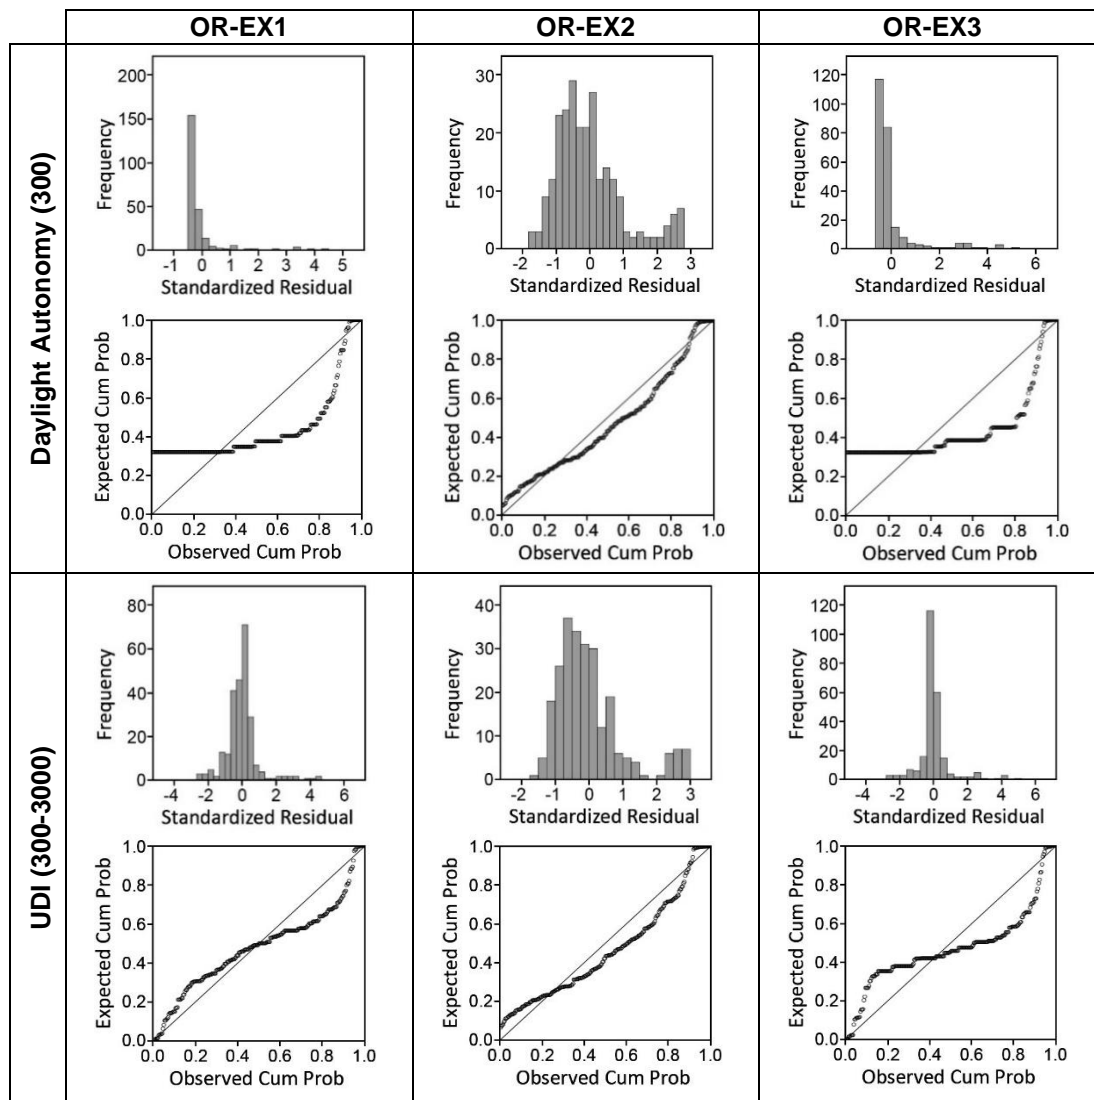 OR-EX1 OR-EX2 OR-EX3
Daylight Autonomy (300)
Frequency
200
150
100
50
0
-1 0 1 2 3 4 5
Standardized Residual
Frequency
30
20
10
0
-2 -1 0 1 2 3
Standardized Residual
Frequency
120
100
80
60
40
20
0
0 2 4 6
Standardized Residual
Expected Cum Prob
1.0
0.8
0.6
0.4
0.2
0.0
0.0 0.2 0.4 0.6 0.8 1.0
Observed Cum Prob
Expected Cum Prob
1.0
0.8
0.6
0.4
0.2
0.0
0.0 0.2 0.4 0.6 0.8 1.0
Observed Cum Prob
Expected Cum Prob
1.0
0.8
0.6
0.4
0.2
0.0
0.0 0.2 0.4 0.6 0.8 1.0
Observed Cum Prob
UDI (300-3000)
Frequency
80
60
40
20
0
-4 -2 0 2 4 6
Standardized Residual
Frequency
40
30
20
10
0
-2 -1 0 1 2 3
Standardized Residual
Frequency
120
100
80
60
40
20
0
-4 -2 0 2 4 6
Standardized Residual
Expected Cum Prob
1.0
0.8
0.6
0.4
0.2
0.0
0.0 0.2 0.4 0.6 0.8 1.0
Observed Cum Prob
Expected Cum Prob
1.0
0.8
0.6
0.4
0.2
0.0
0.0 0.2 0.4 0.6 0.8 1.0
Observed Cum Prob
Expected Cum Prob
1.0
0.8
0.6
0.4
0.2
0.0
0.0 0.2 0.4 0.6 0.8 1.0
Observed Cum Prob